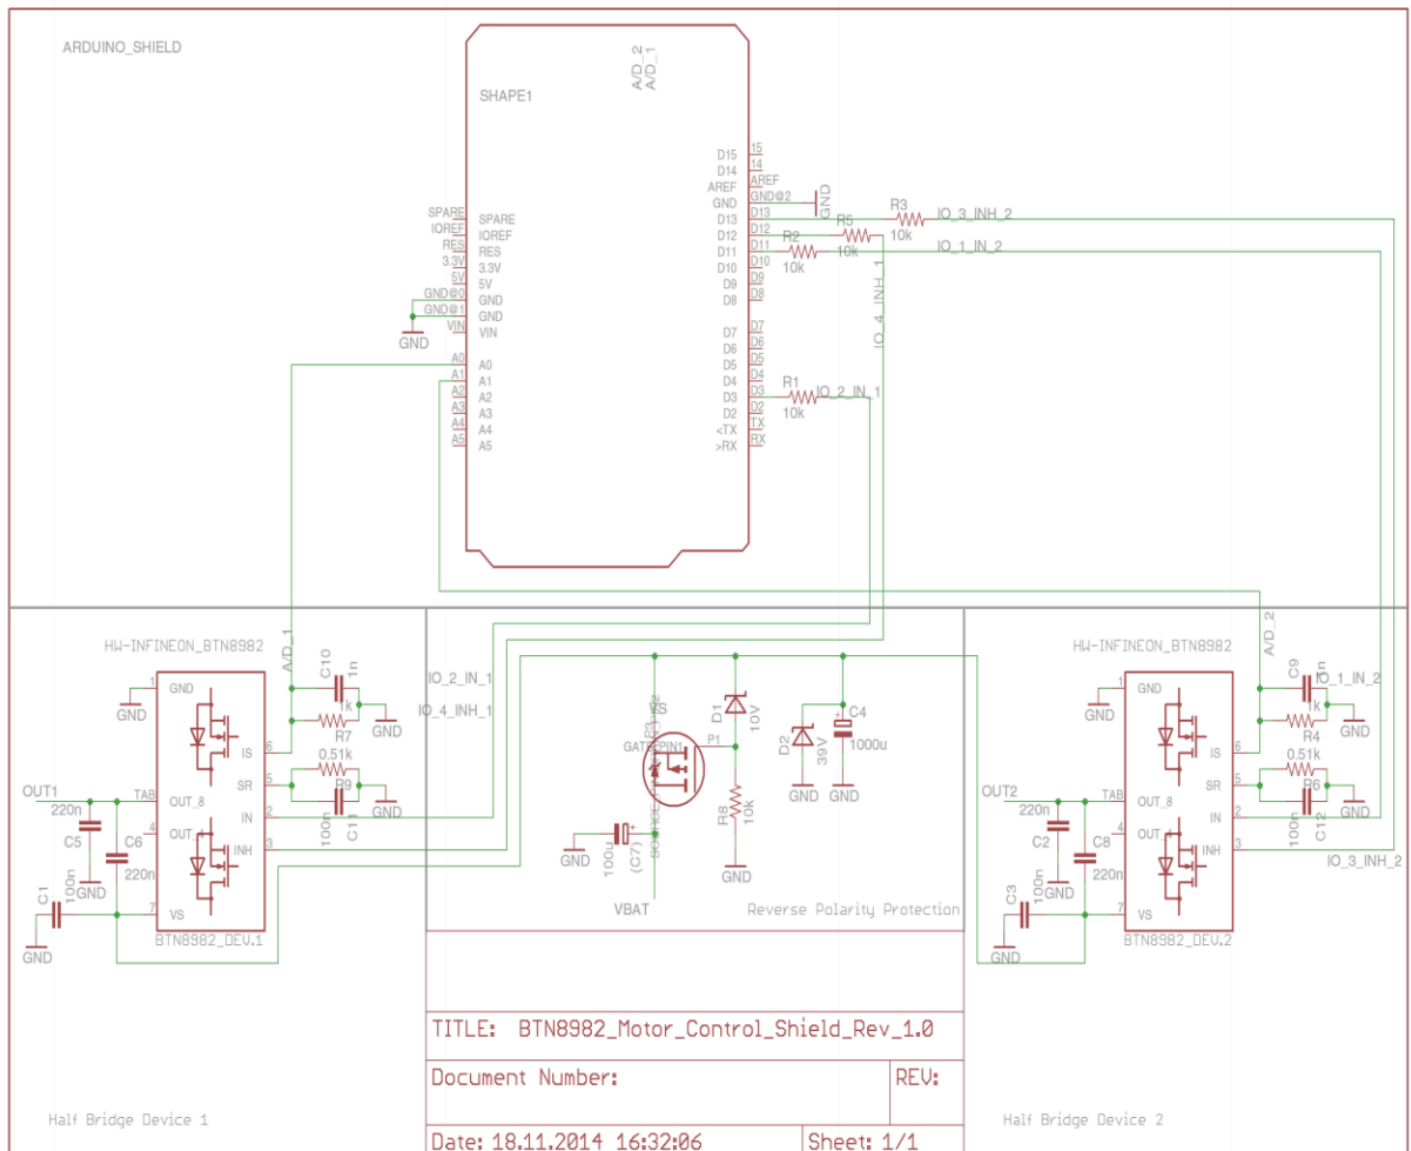 ARDUINO_SHIELD
A/D_2
A/D_1
SHAPE1
D15 15
D14 14
AREF AREF
GND GND@2
GND
D13 D13
D12 D12
D11 D11
D10 D10
D9 D9
D8 D8
D7 D7
D6 D6
D5 D5
D4 D4
D3 D3
D2 D2
<TX TX
>RX RX
SPARE SPARE
IOREF IOREF
RES RES
3.3V 3.3V
5V 5V
GND@0 GND
GND@1 GND
VIN VIN
GND
A0 A0
A1 A1
A2 A2
A3 A3
A4 A4
A5 A5
R3
10k
IO_3_INH_2
R5
10k
R2
10k
IO_1_IN_2
IO_4_INH_1
R1
10k
IO_2_IN_1
HW-INFINEON_BTN8982
A/D_1
C10
1n
1k
R7
GND
0.51k
R9
C11
100n
GND
1
GND
GND
IS 6
SR 5
IN 2
INH 3
TAB OUT_8
4 OUT_4
7 VS
OUT1
220n
C5
C6
220n
GND
C1
100n
GND
BTN8982_DEV.1
Half Bridge Device 1
IO_2_IN_1
IO_4_INH_1
VS
GATE PIN1
P1
D1
10V
R8
10k
GND
D2
39V
GND
C4
1000u
GND
GND
100u
(C7)
VBAT
Reverse Polarity Protection
TITLE: BTN8982_Motor_Control_Shield_Rev_1.0
Document Number:
REV:
Date: 18.11.2014 16:32:06
Sheet: 1/1
HW-INFINEON_BTN8982
A/D_2
C9
1n
IO_1_IN_2
1k
R4
GND
0.51k
R6
C12
100n
GND
IO_3_INH_2
1
GND
GND
IS 6
SR 5
IN 2
INH 3
TAB OUT_8
4 OUT_4
7 VS
OUT2
220n
C2
C8
220n
GND
C3
100n
GND
BTN8982_DEV.2
Half Bridge Device 2